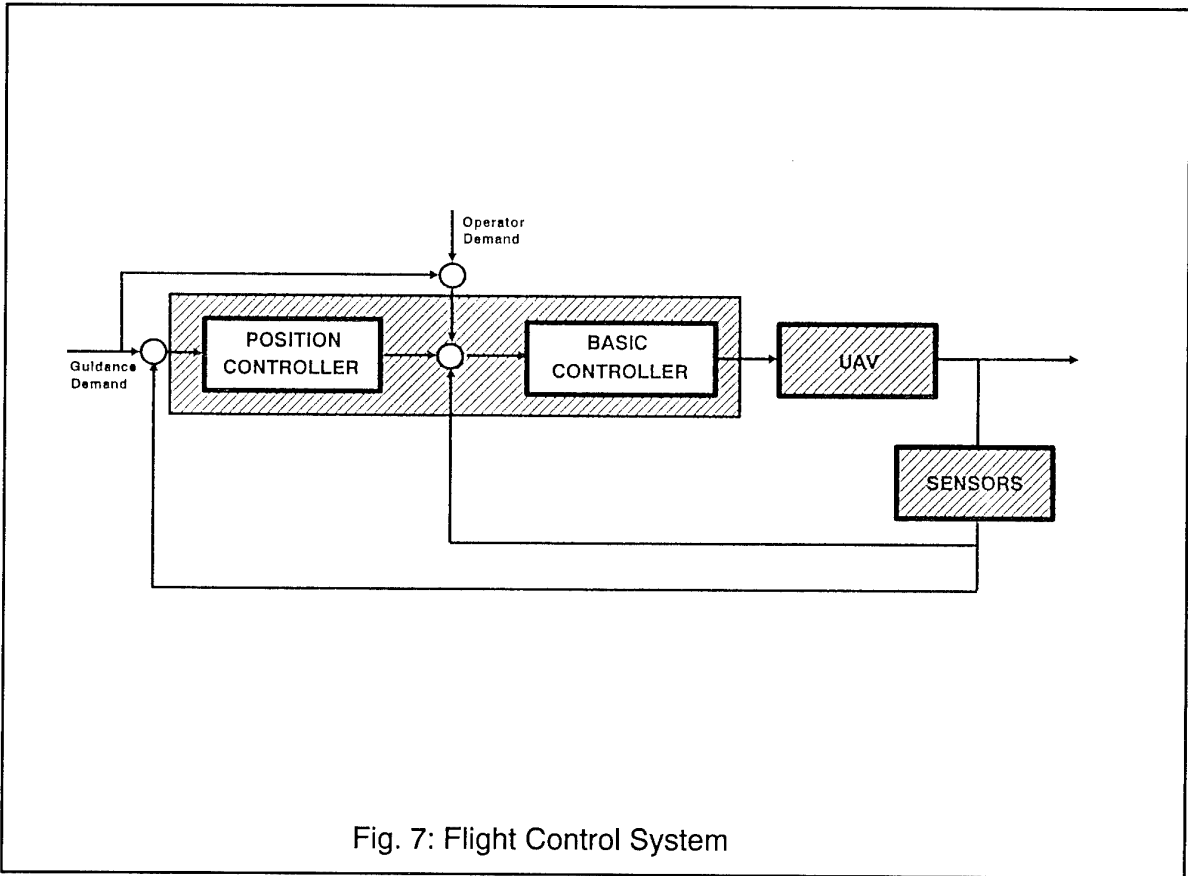 Operator
Demand
Guidance
Demand
POSITION
CONTROLLER
BASIC
CONTROLLER
UAV
SENSORS
Fig. 7: Flight Control System